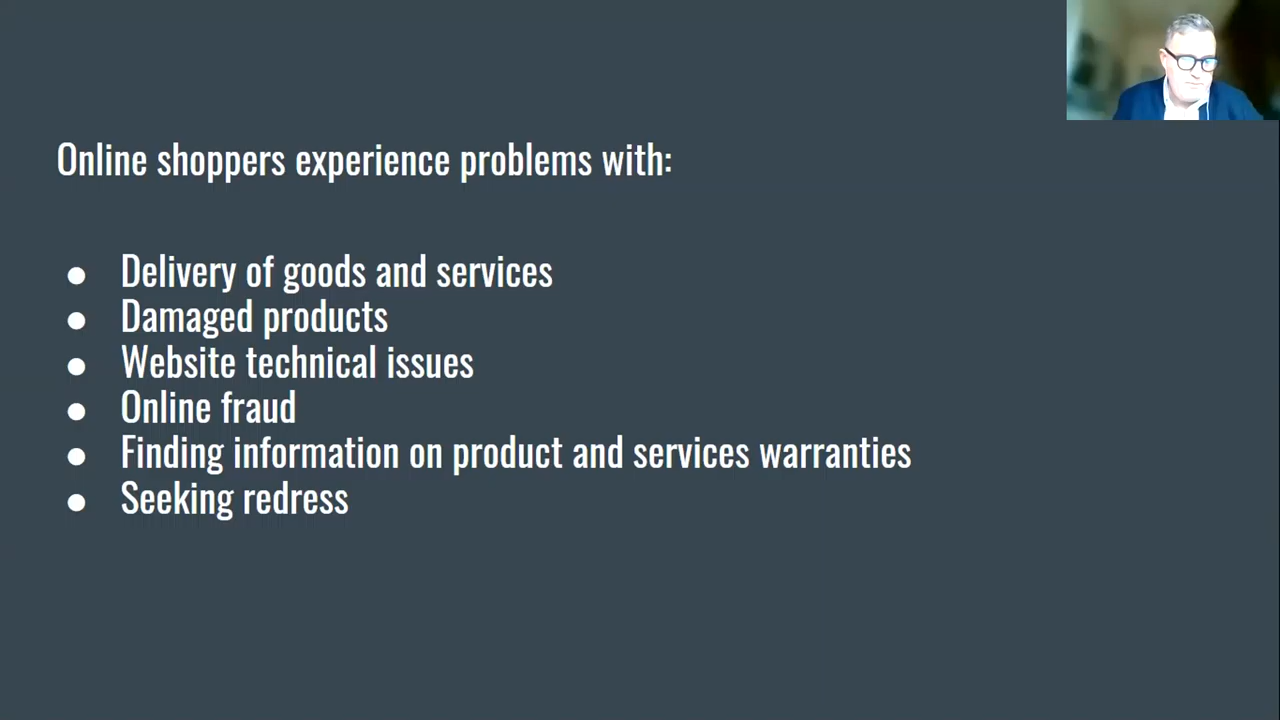 Online shoppers experience problems with:
● Delivery of goods and services
● Damaged products
● Website technical issues
● Online fraud
● Finding information on product and services warranties
● Seeking redress